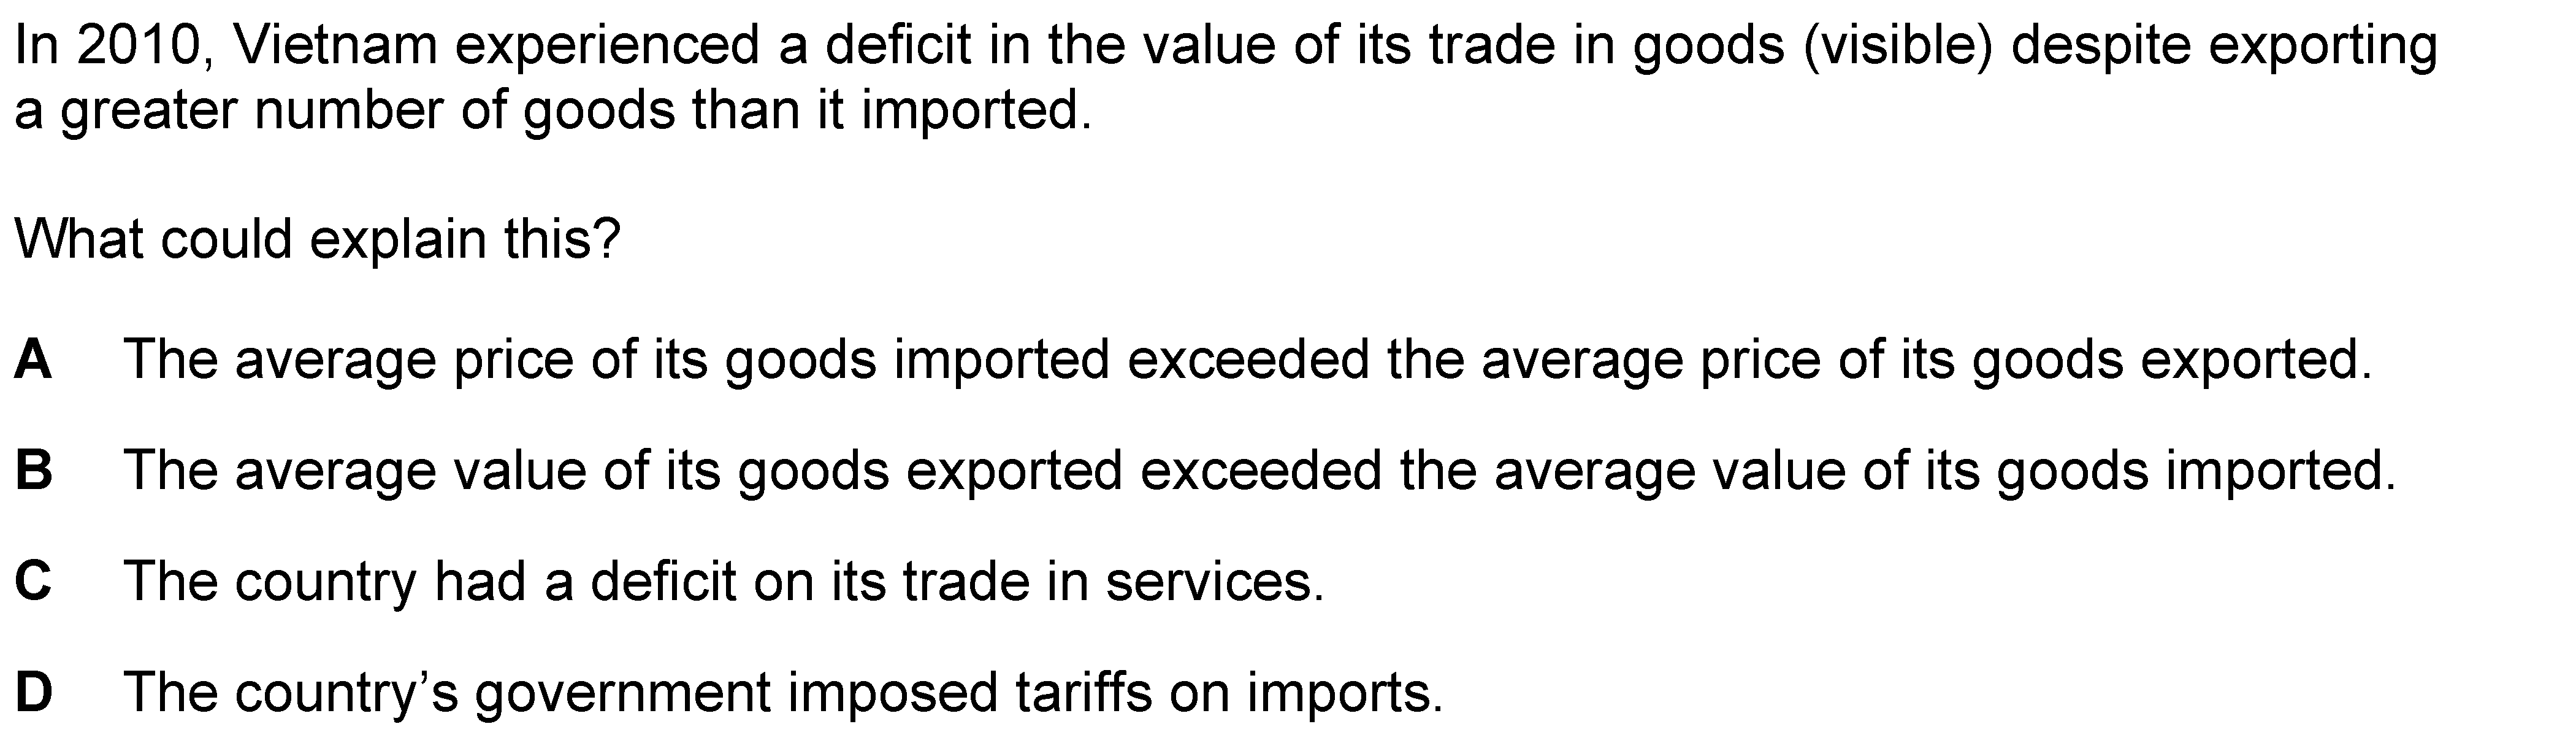 In 2010, Vietnam experienced a deficit in the value of its trade in goods (visible) despite exporting
a greater number of goods than it imported.
What could explain this?
A The average price of its goods imported exceeded the average price of its goods exported.
B The average value of its goods exported exceeded the average value of its goods imported.
C The country had a deficit on its trade in services.
D The country’s government imposed tariffs on imports.